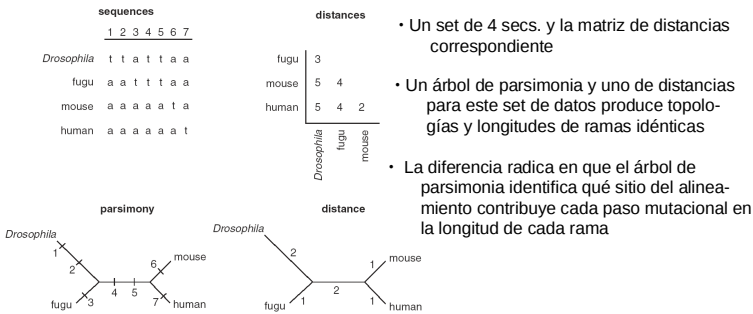 sequences
1 2 3 4 5 6 7
Drosophila t t a t t a a
fugu a a t t t a a
mouse a a a a a t a
human a a a a a a t
distances
fugu 3
mouse 5 4
human 5 4 2
Drosophila
fugu
mouse
• Un set de 4 secs. y la matriz de distancias
correspondiente
• Un árbol de parsimonia y uno de distancias
para este set de datos produce topolo-
gías y longitudes de ramas idénticas
• La diferencia radica en que el árbol de
parsimonia identifica qué sitio del alinea-
miento contribuye cada paso mutacional en
la longitud de cada rama
parsimony
Drosophila
1
2
fugu
3
4
5
6
mouse
7
human
distance
Drosophila
2
fugu
1
2
1
mouse
1
human